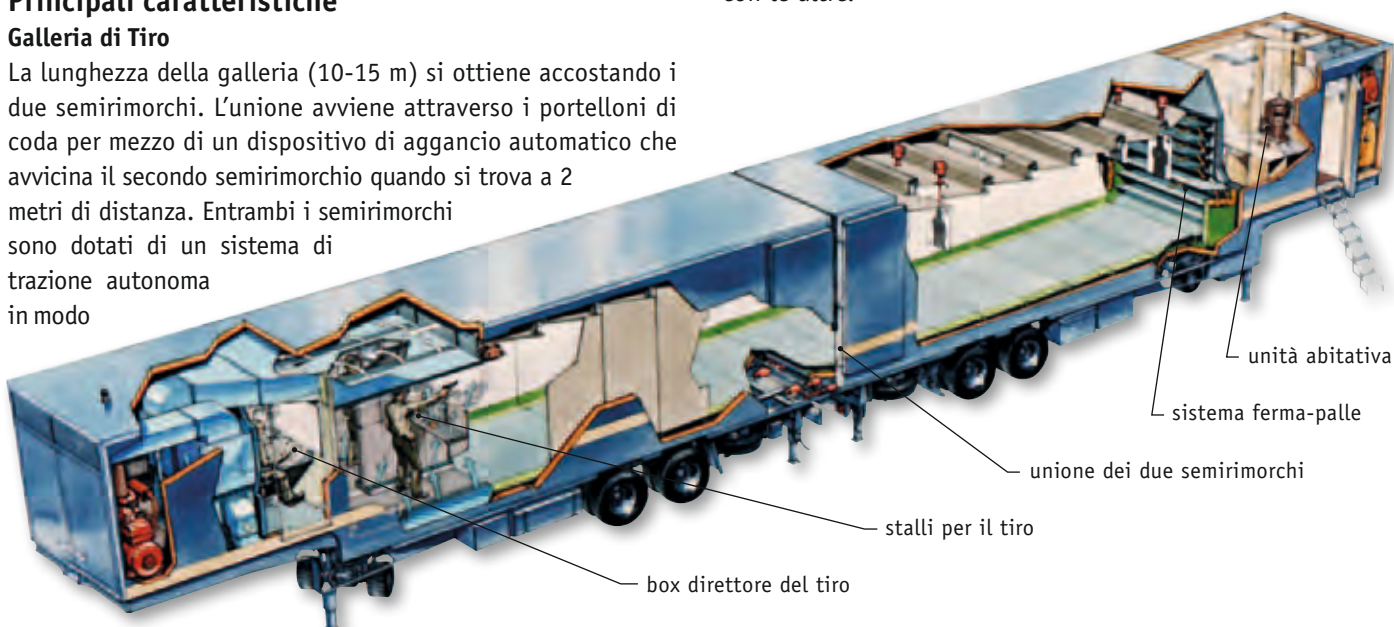 Principali caratteristiche
Galleria di Tiro
La lunghezza della galleria (10-15 m) si ottiene accostando i
due semirimorchi. L'unione avviene attraverso i portelloni di
coda per mezzo di un dispositivo di aggancio automatico che
avvicina il secondo semirimorchio quando si trova a 2
metri di distanza. Entrambi i semirimorchi
sono dotati di un sistema di
trazione autonoma
in modo
con le altre.
unità abitativa
sistema ferma-palle
unione dei due semirimorchi
stalli per il tiro
box direttore del tiro